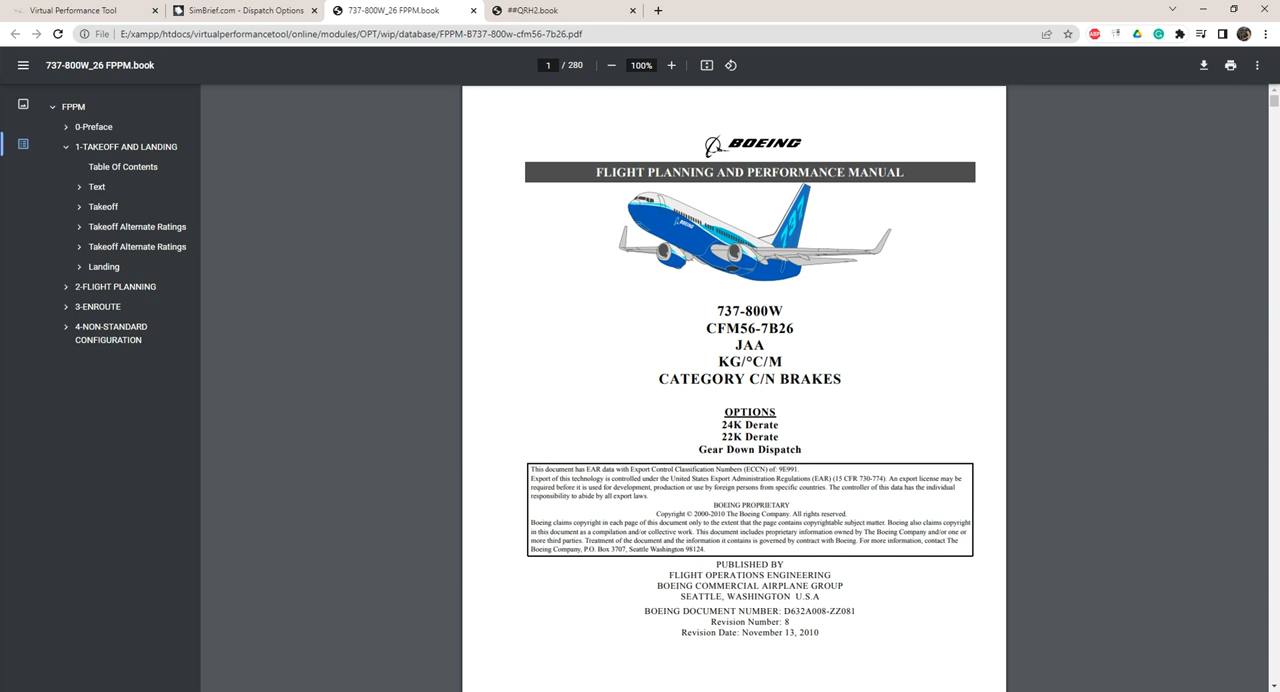 Virtual Performance Tool
SimBrief.com - Dispatch Options
737-800W_26 FPPM.book
##QRH2.book
File
E:/xampp/htdocs/virtualperformancetool/online/modules/OPT/wip/database/FPPM-B737-800w-cfm56-7b26.pdf
ABP
737-800W_26 FPPM.book
1 / 280
100%
FPPM
0-Preface
1-TAKEOFF AND LANDING
Table Of Contents
Text
Takeoff
Takeoff Alternate Ratings
Takeoff Alternate Ratings
Landing
2-FLIGHT PLANNING
3-ENROUTE
4-NON-STANDARD
CONFIGURATION
BOEING
FLIGHT PLANNING AND PERFORMANCE MANUAL
737
BOEING
737-800W
CFM56-7B26
JAA
KG/°C/M
CATEGORY C/N BRAKES
OPTIONS
24K Derate
22K Derate
Gear Down Dispatch
This document has EAR data with Export Control Classification Numbers (ECCN) of: 9E991.
Export of this technology is controlled under the United States Export Administration Regulations (EAR) (15 CFR 730-774). An export license may be
required before it is used for development, production or use by foreign persons from specific countries. The controller of this data has the individual
responsibility to abide by all export laws.
BOEING PROPRIETARY
Copyright © 2000-2010 The Boeing Company. All rights reserved.
Boeing claims copyright in each page of this document only to the extent that the page contains copyrightable subject matter. Boeing also claims copyright
in this document as a compilation and/or collective work. This document includes proprietary information owned by The Boeing Company and/or one or
more third parties. Treatment of the document and the information it contains is governed by contract with Boeing. For more information, contact The
Boeing Company, P.O. Box 3707, Seattle Washington 98124.
PUBLISHED BY
FLIGHT OPERATIONS ENGINEERING
BOEING COMMERCIAL AIRPLANE GROUP
SEATTLE, WASHINGTON U.S.A
BOEING DOCUMENT NUMBER: D632A008-ZZ081
Revision Number: 8
Revision Date: November 13, 2010